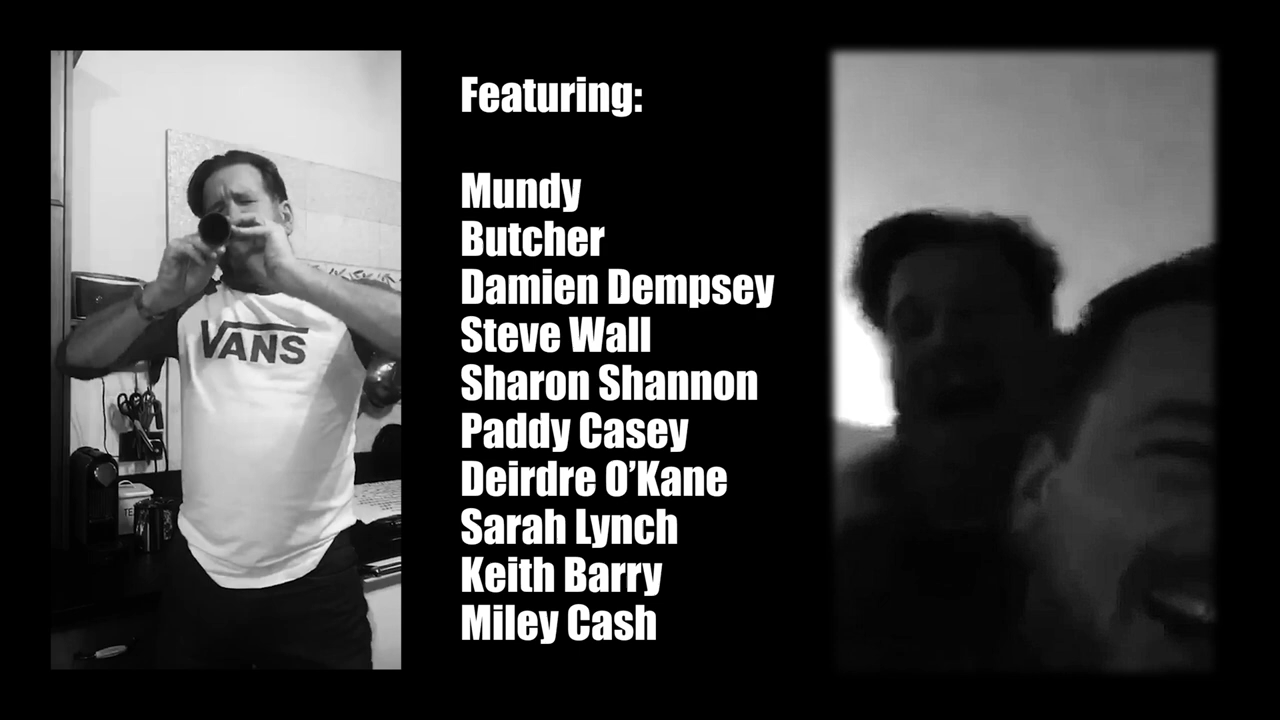 Featuring:
Mundy
Butcher
Damien Dempsey
Steve Wall
Sharon Shannon
Paddy Casey
Deirdre O’Kane
Sarah Lynch
Keith Barry
Miley Cash
VANS